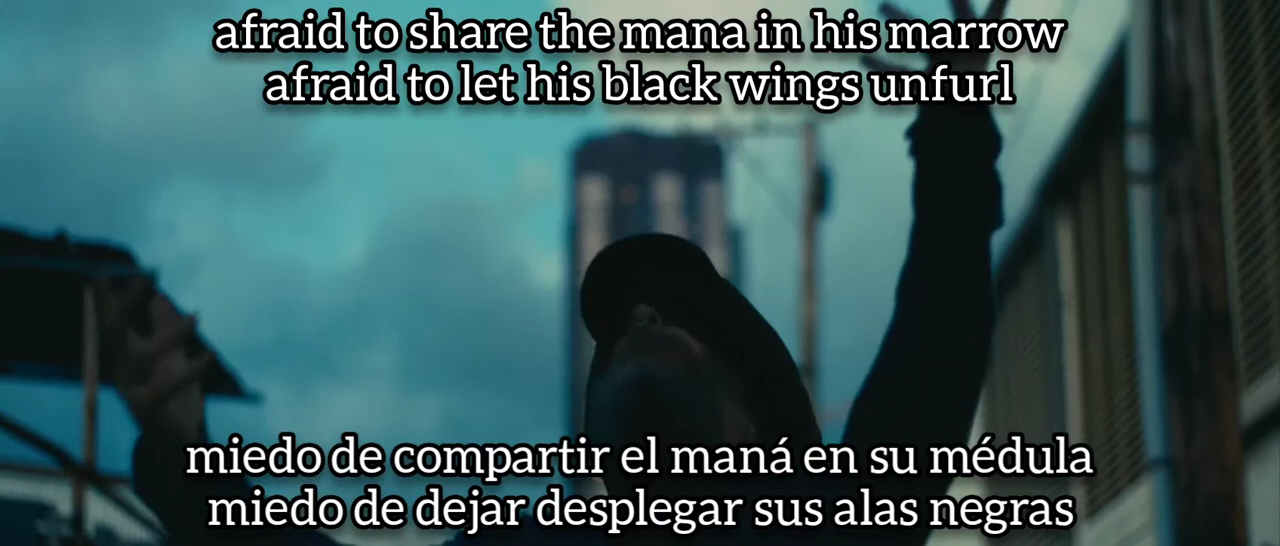 afraid to share the mana in his marrow
afraid to let his black wings unfurl
miedo de compartir el maná en su médula
miedo de dejar desplegar sus alas negras